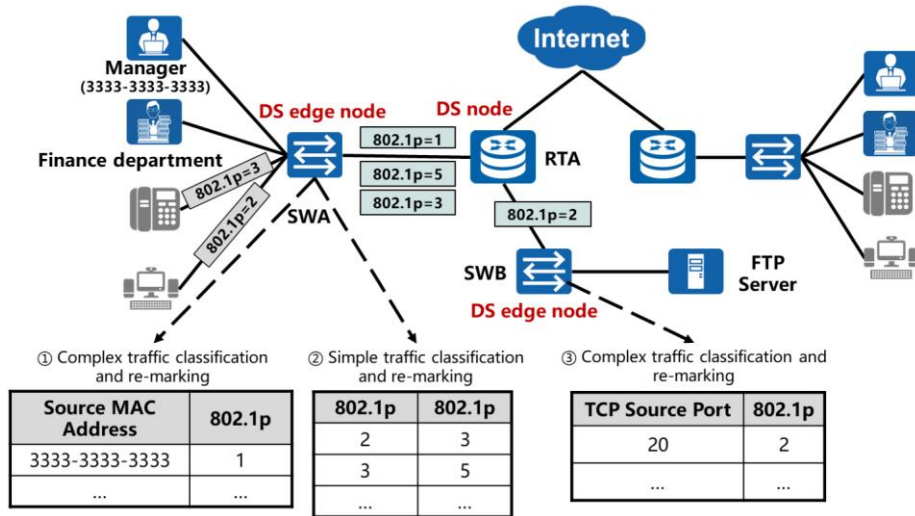 Internet
Manager
(3333-3333-3333)
DS edge node
DS node
802.1p=1
Finance department
RTA
802.1p=5
802.1p=3
802.1p=3
802.1p=2
SWA
802.1p=2
SWB
FTP
Server
DS edge node
① Complex traffic classification
and re-marking
Source MAC
Address
802.1p
3333-3333-3333
1
...
...
② Simple traffic classification
and re-marking
802.1p
802.1p
2
3
3
5
...
...
③ Complex traffic classification and
re-marking
TCP Source Port
802.1p
20
2
...
...